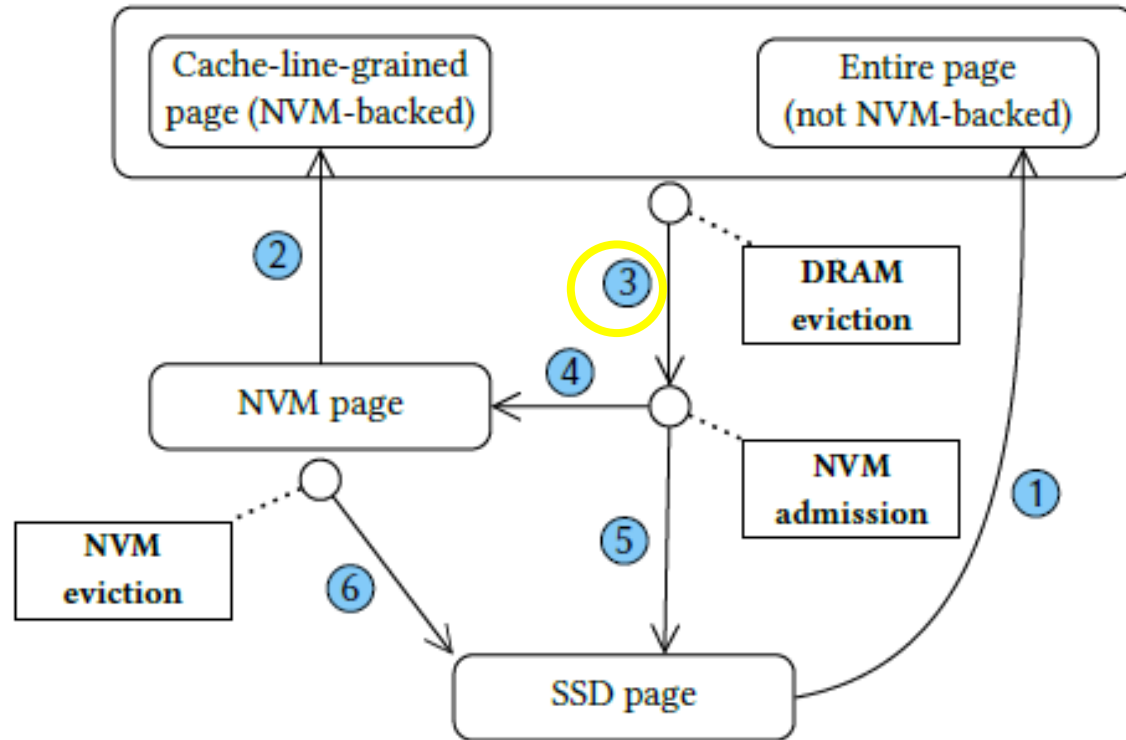 Cache-line-grained
page (NVM-backed)
Entire page
(not NVM-backed)
2
3
DRAM
eviction
4
NVM page
NVM
admission
1
5
NVM
eviction
6
SSD page